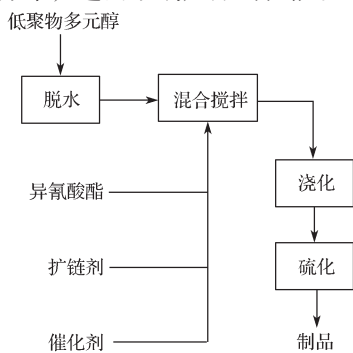 低聚物多元醇
脱水
混合搅拌
浇化
异氰酸酯
扩链剂
硫化
催化剂
制品